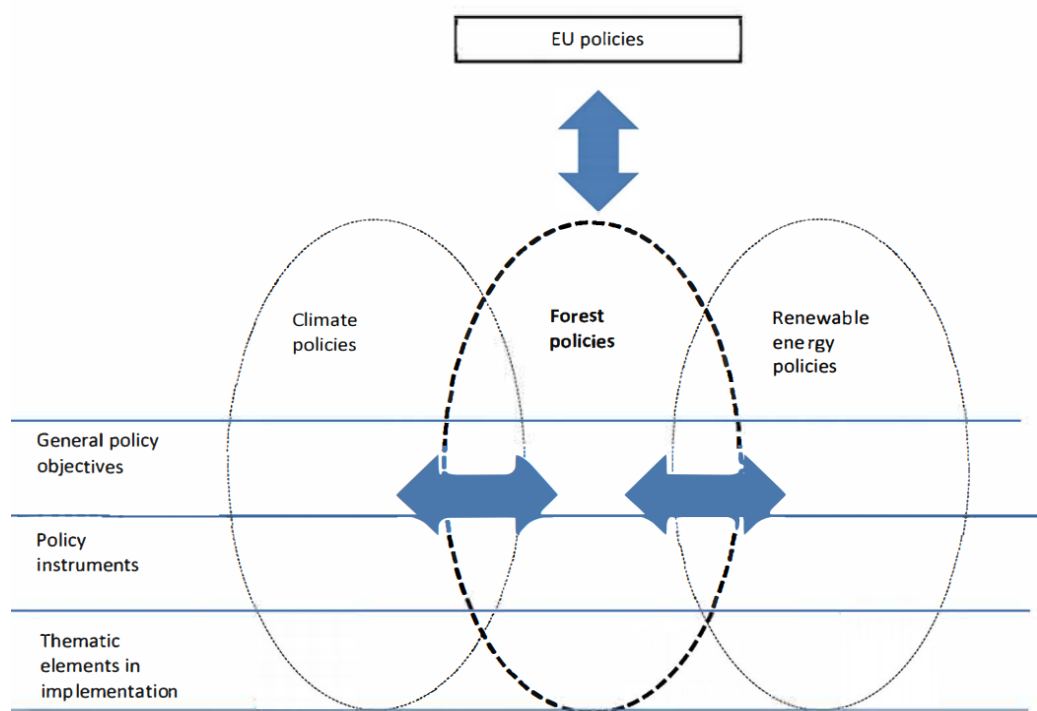 EU policies
Climate
policies
Forest
policies
Renewable
energy
policies
General policy
objectives
Policy
instruments
Thematic
elements in
implementation